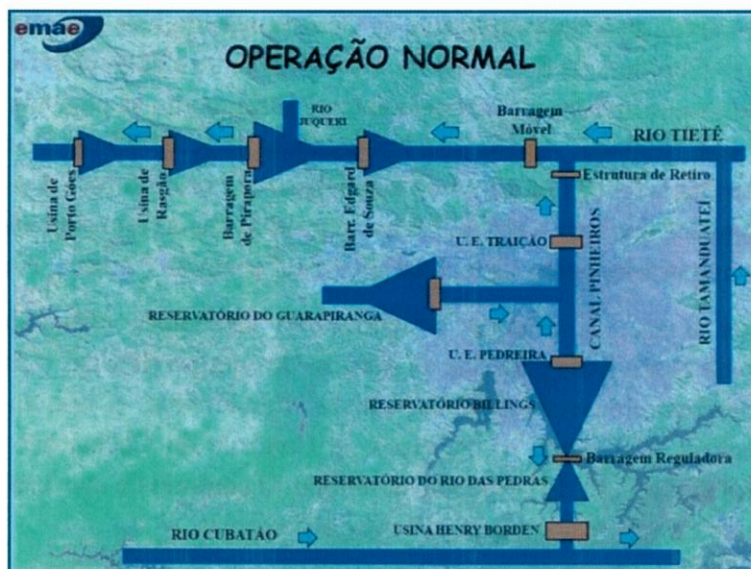 emae
OPERAÇÃO NORMAL
RIO
JUQUERI
Barragem
Móvel
RIO TIETÊ
Usina de
Porto Góes
Usina de
Rasgão
Barragem
de Pirapora
Barr. Edgard
de Souza
Estrutura de Retiro
U. E. TRAIÇÃO
CANAL PINHEIROS
RIO TAMANDUATEÍ
RESERVATÓRIO DO GUARAPIRANGA
U. E. PEDREIRA
RESERVATÓRIO BILLINGS
Barragem Reguladora
RESERVATÓRIO DO RIO DAS PEDRAS
USINA HENRY BORDEN
RIO CUBATÃO